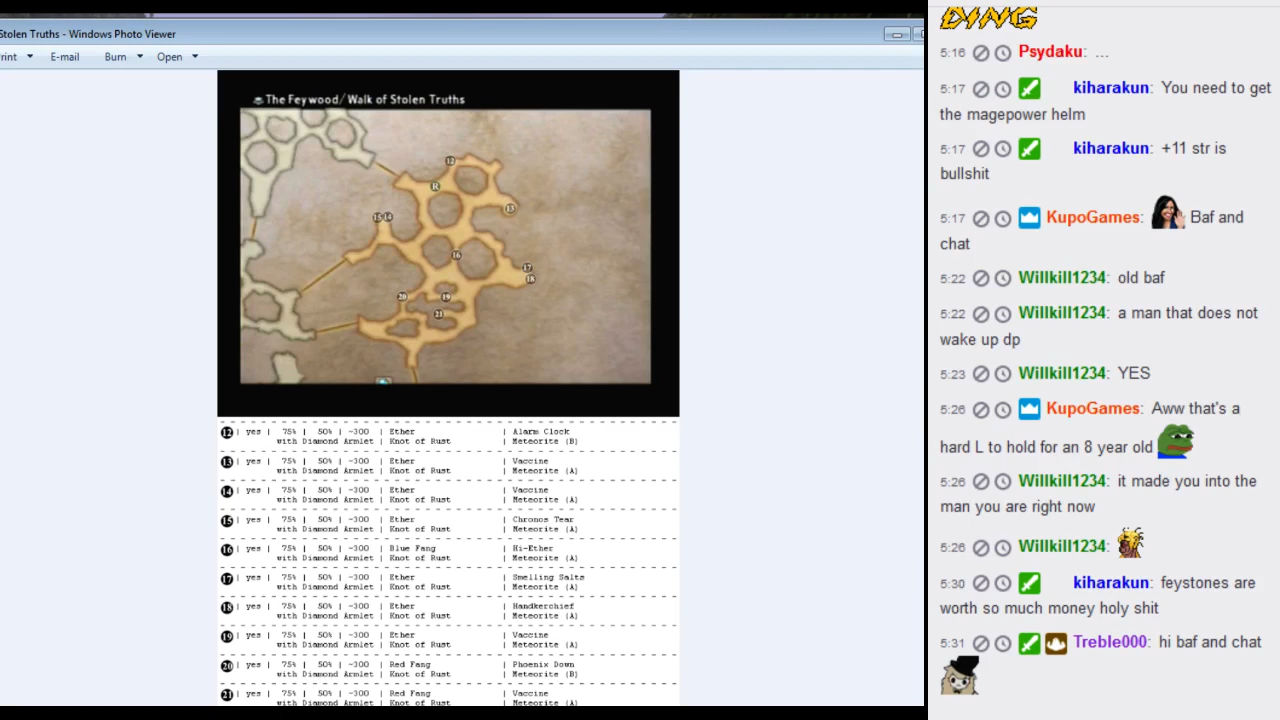 Stolen Truths - Windows Photo Viewer
rint E-mail Burn Open
The Feywood/Walk of Stolen Truths
12
R
13
15 14
16
17
18
20 19
21
12 | yes | 75% | 50% | ~300 | Ether | Alarm Clock
with Diamond Armlet | Knot of Rust | Meteorite (B)
13 | yes | 75% | 50% | ~300 | Ether | Vaccine
with Diamond Armlet | Knot of Rust | Meteorite (A)
14 | yes | 75% | 50% | ~300 | Ether | Vaccine
with Diamond Armlet | Knot of Rust | Meteorite (A)
15 | yes | 75% | 50% | ~300 | Ether | Chronos Tear
with Diamond Armlet | Knot of Rust | Meteorite (A)
16 | yes | 75% | 50% | ~300 | Blue Fang | Hi-Ether
with Diamond Armlet | Knot of Rust | Meteorite (A)
17 | yes | 75% | 50% | ~300 | Ether | Smelling Salts
with Diamond Armlet | Knot of Rust | Meteorite (A)
18 | yes | 75% | 50% | ~300 | Ether | Handkerchief
with Diamond Armlet | Knot of Rust | Meteorite (A)
19 | yes | 75% | 50% | ~300 | Ether | Vaccine
with Diamond Armlet | Knot of Rust | Meteorite (A)
20 | yes | 75% | 50% | ~300 | Red Fang | Phoenix Down
with Diamond Armlet | Knot of Rust | Meteorite (B)
21 | yes | 75% | 50% | ~300 | Red Fang | Vaccine
with Diamond Armlet | Knot of Rust | Meteorite (A)
DING
5:16 Psydaku: ...
5:17 kiharakun: You need to get
the magepower helm
5:17 kiharakun: +11 str is
bullshit
5:17 KupoGames: Baf and
chat
5:22 Willkill1234: old baf
5:22 Willkill1234: a man that does not
wake up dp
5:23 Willkill1234: YES
5:26 KupoGames: Aww that's a
hard L to hold for an 8 year old
5:26 Willkill1234: it made you into the
man you are right now
5:26 Willkill1234:
5:30 kiharakun: feystones are
worth so much money holy shit
5:31 Treble000: hi baf and chat